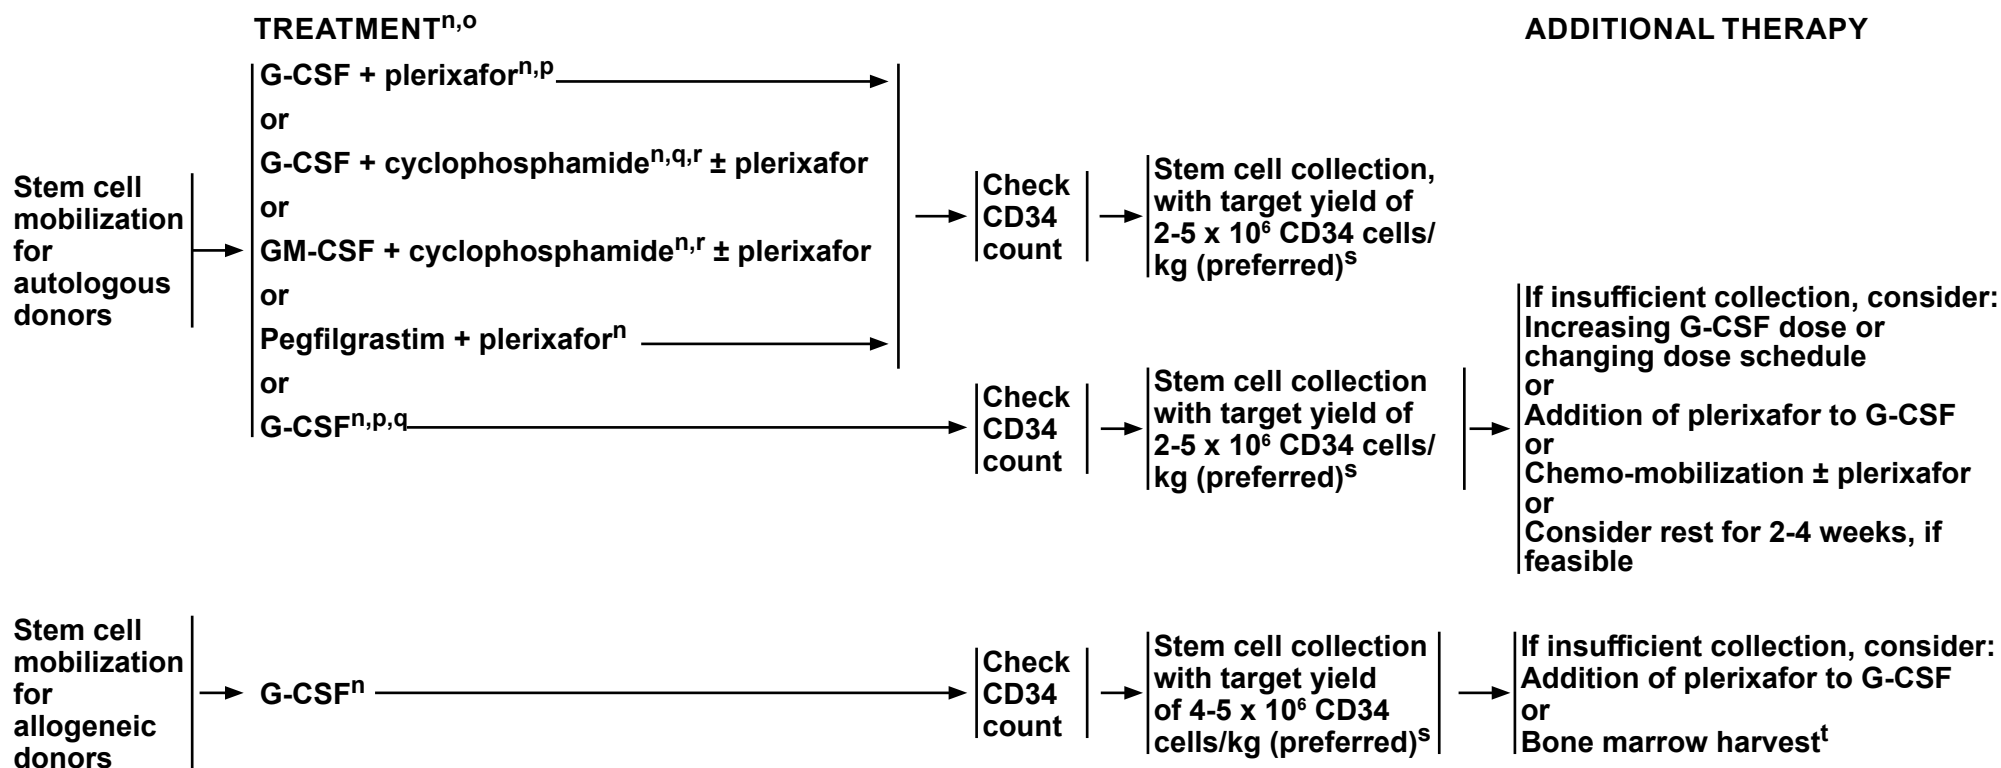 TREATMENTn,o
ADDITIONAL THERAPY
Stem cell
mobilization
for
autologous
donors
G-CSF + plerixaforn,p
or
G-CSF + cyclophosphamiden,q,r ± plerixafor
or
GM-CSF + cyclophosphamiden,r ± plerixafor
or
Pegfilgrastim + plerixaforn
or
G-CSFn,p,q
Check
CD34
count
Stem cell collection,
with target yield of
2-5 x 10⁶ CD34 cells/
kg (preferred)s
Check
CD34
count
Stem cell collection
with target yield of
2-5 x 10⁶ CD34 cells/
kg (preferred)s
If insufficient collection, consider:
Increasing G-CSF dose or
changing dose schedule
or
Addition of plerixafor to G-CSF
or
Chemo-mobilization ± plerixafor
or
Consider rest for 2-4 weeks, if
feasible
Stem cell
mobilization
for
allogeneic
donors
G-CSFn
Check
CD34
count
Stem cell collection
with target yield
of 4-5 x 10⁶ CD34
cells/kg (preferred)s
If insufficient collection, consider:
Addition of plerixafor to G-CSF
or
Bone marrow harvestt